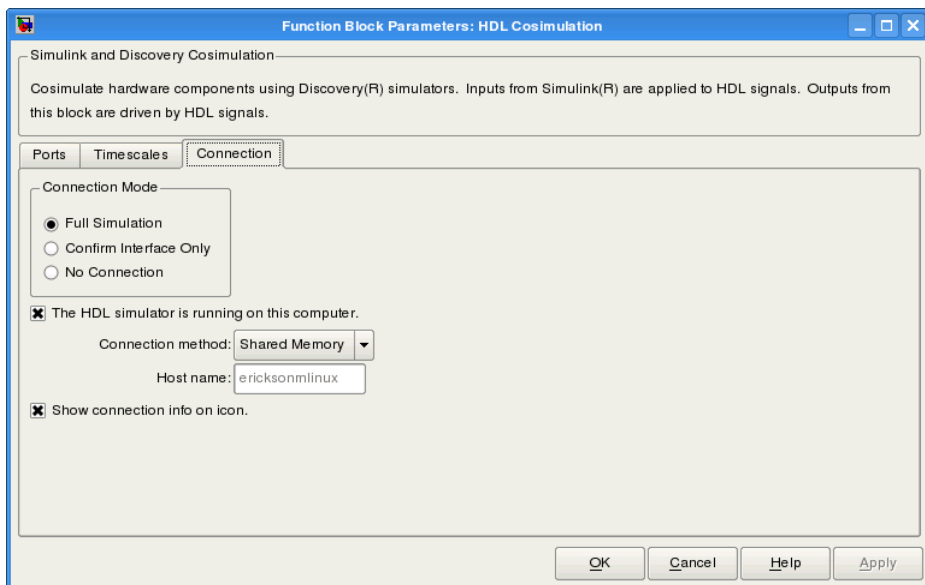 Function Block Parameters: HDL Cosimulation
Simulink and Discovery Cosimulation
Cosimulate hardware components using Discovery(R) simulators. Inputs from Simulink(R) are applied to HDL signals. Outputs from
this block are driven by HDL signals.
Ports Timescales Connection
Connection Mode
Full Simulation
Confirm Interface Only
No Connection
The HDL simulator is running on this computer.
Connection method: Shared Memory
Host name: ericksonmlinux
Show connection info on icon.
OK Cancel Help Apply